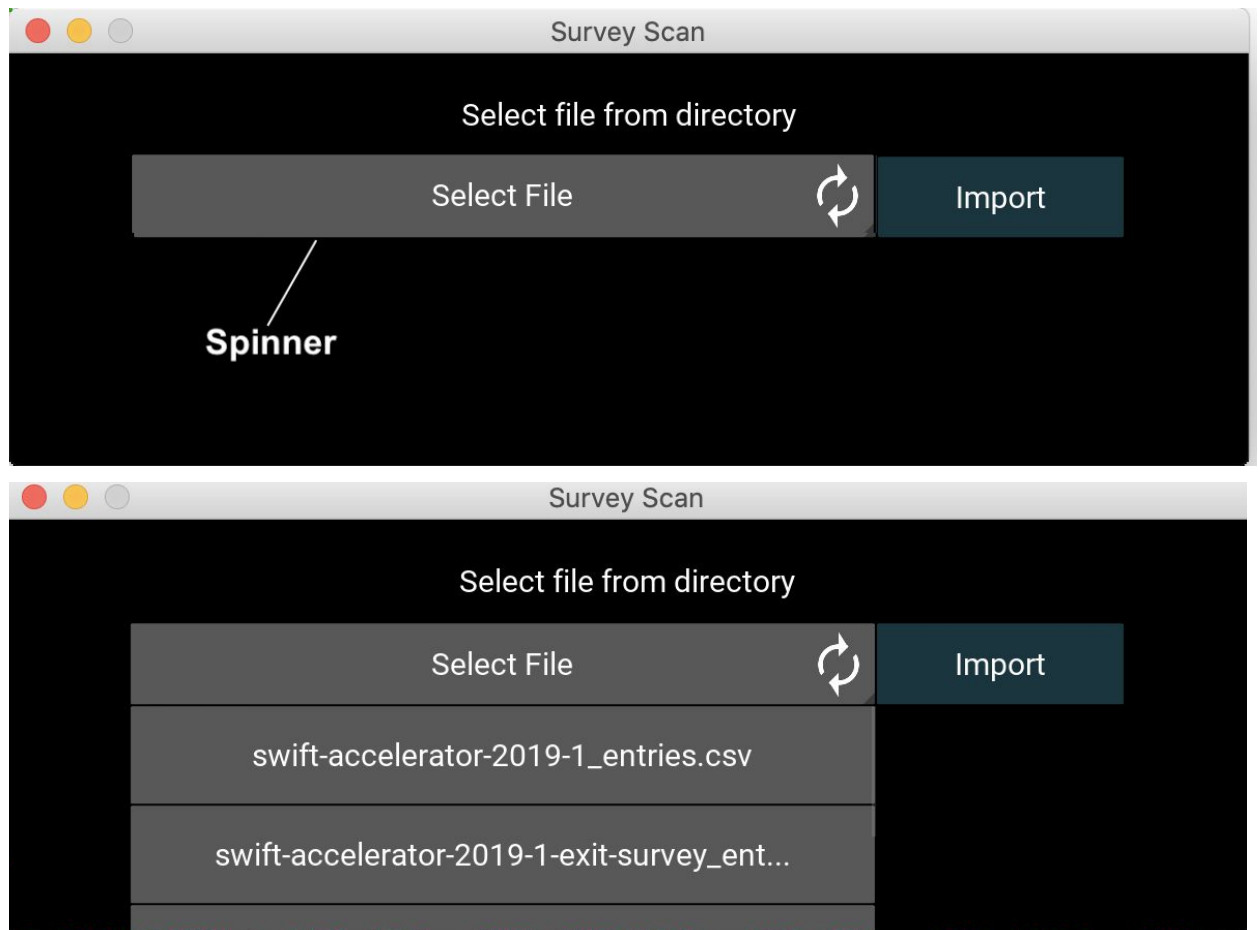 Survey Scan
Select file from directory
Select File
Import
Spinner
Survey Scan
Select file from directory
Select File
Import
swift-accelerator-2019-1_entries.csv
swift-accelerator-2019-1-exit-survey_ent...